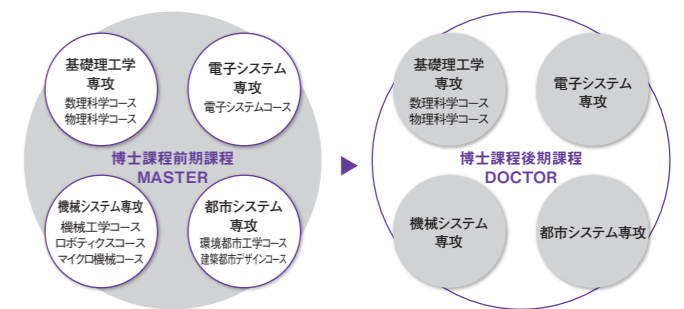 基礎理工学
専攻
数理科学コース
物理科学コース
電子システム
専攻
電子システムコース
博士課程前期課程
MASTER
機械システム専攻
機械工学コース
ロボティクスコース
マイクロ機械コース
都市システム
専攻
環境都市工学コース
建築都市デザインコース
基礎理工学
専攻
数理科学コース
物理科学コース
電子システム
専攻
博士課程後期課程
DOCTOR
機械システム
専攻
都市システム専攻